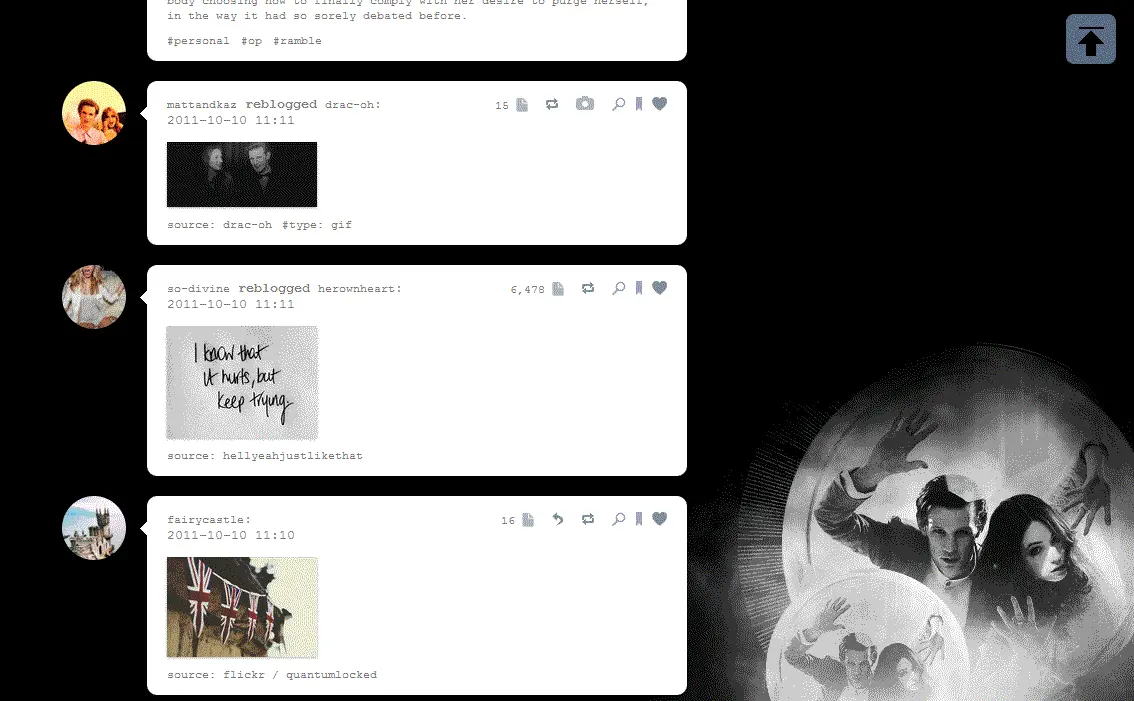 body choosing how to finally comply with her desire to purge herself,
in the way it had so sorely debated before.
#personal #op #ramble
mattandkaz reblogged drac-oh:
15
2011-10-10 11:11
source: drac-oh #type: gif
so-divine reblogged herownheart:
6,478
2011-10-10 11:11
I know that
it hurts, but
keep trying.
source: hellyeahjustlikethat
fairycastle:
16
2011-10-10 11:10
source: flickr / quantumlocked